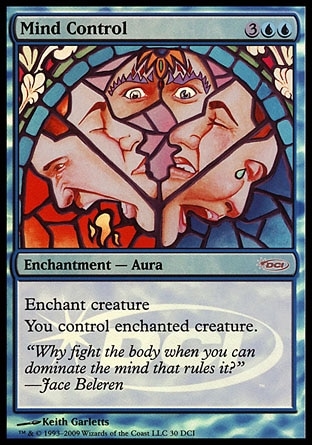 Mind Control 3
Enchantment — Aura
DCI
Enchant creature
You control enchanted creature.
DCI
"Why fight the body when you can
dominate the mind that rules it?"
—Jace Beleren
Keith Garletts
™ & © 1993-2009 Wizards of the Coast LLC 30 DCI